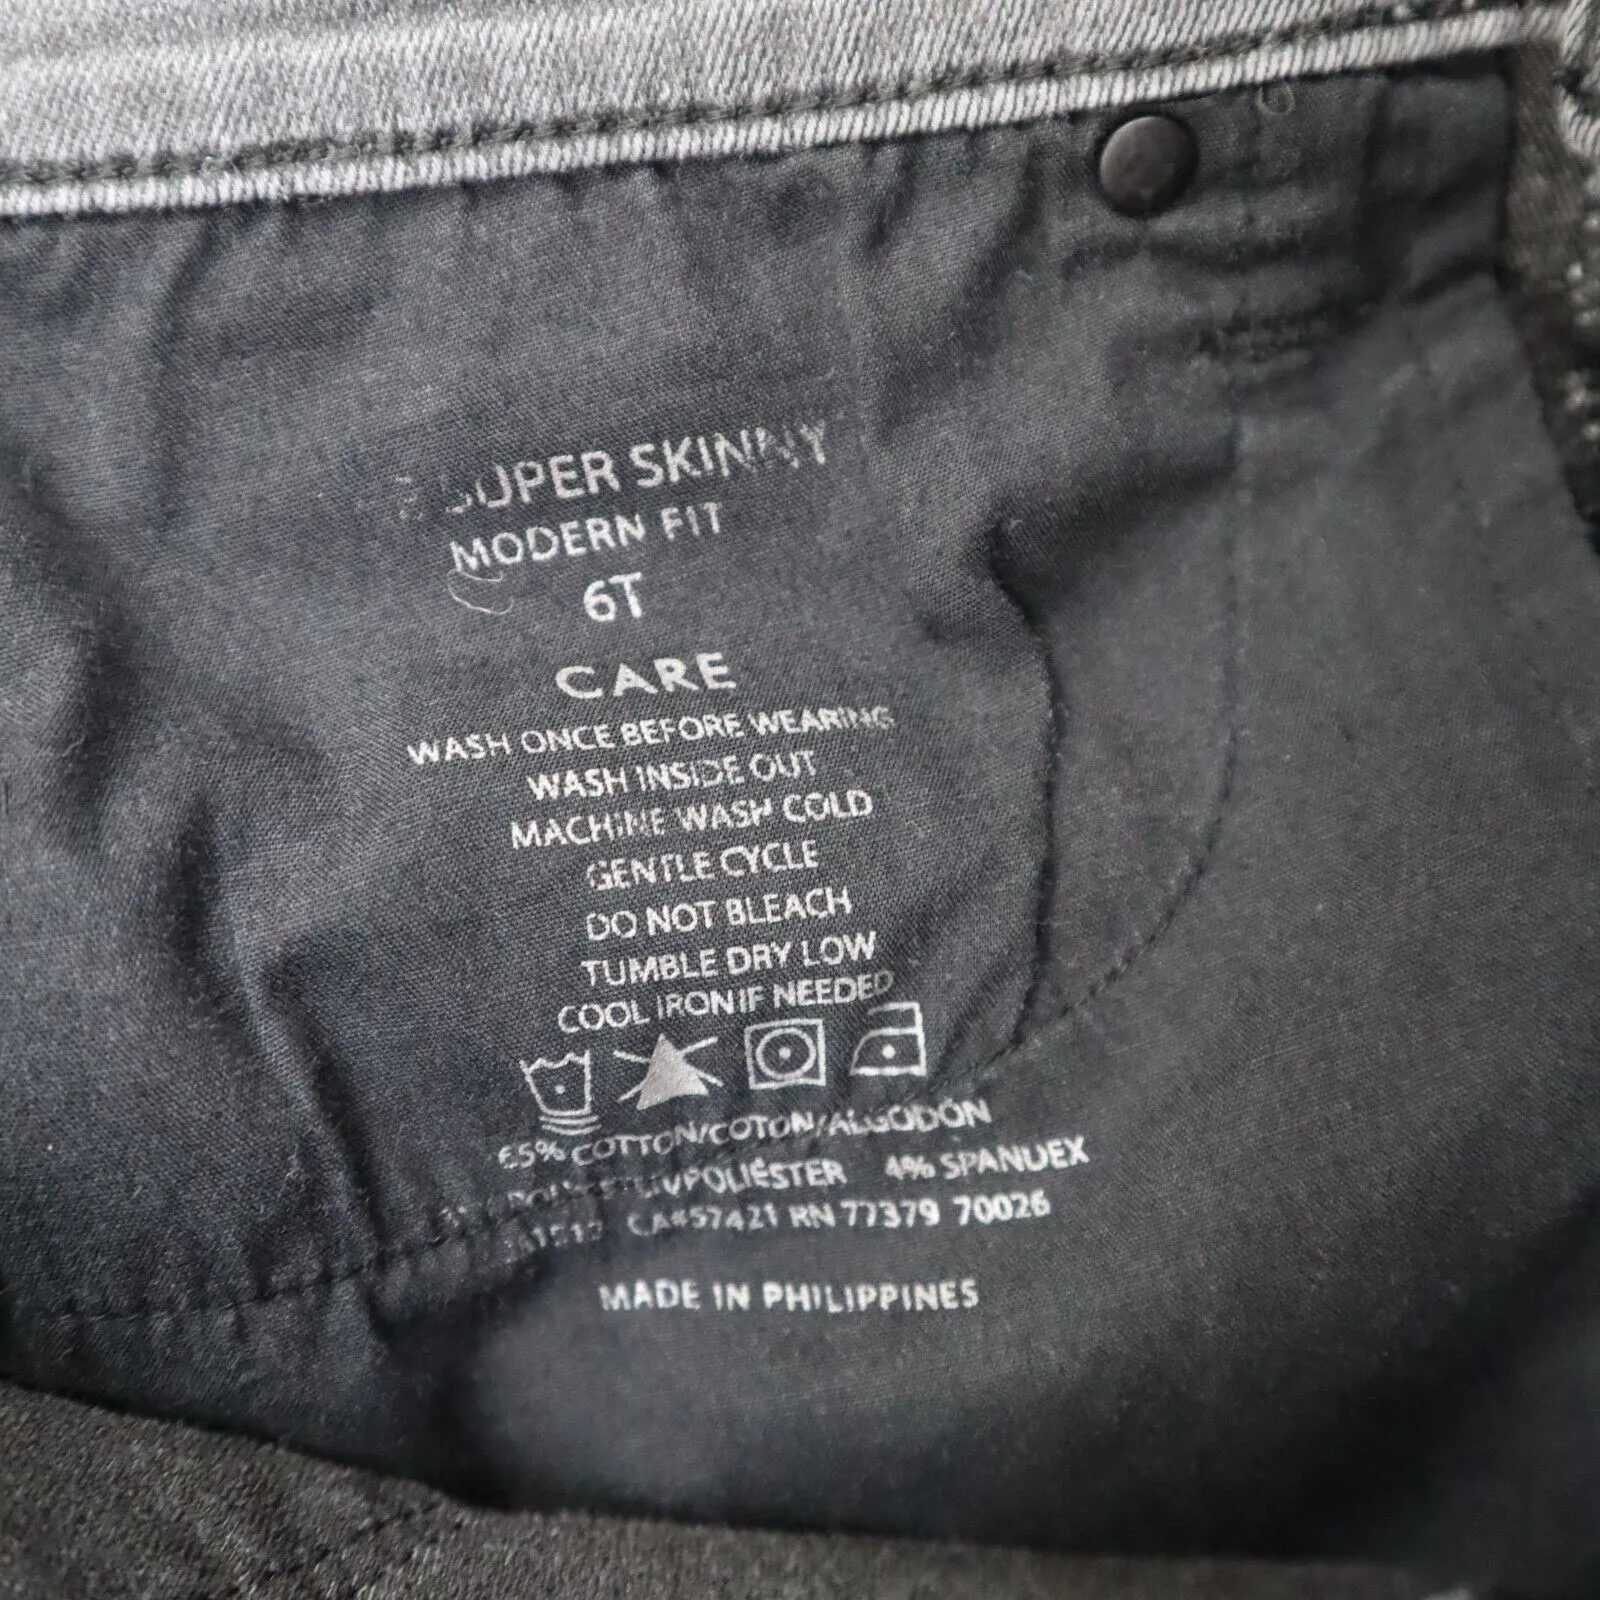 SUPER SKINNY
MODERN FIT
6T
CARE
WASH ONCE BEFORE WEARING
WASH INSIDE OUT
MACHINE WASH COLD
GENTLE CYCLE
DO NOT BLEACH
TUMBLE DRY LOW
COOL IRON IF NEEDED
65% COTTON/COTON/ALGODÓN
4% SPANDEX
CA#57421 RN 77379 70026
MADE IN PHILIPPINES